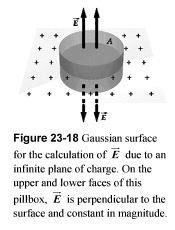 E
A
E
Figure 23-18 Gaussian surface
for the calculation of E due to an
infinite plane of charge. On the
upper and lower faces of this
pillbox, E is perpendicular to the
surface and constant in magnitude.